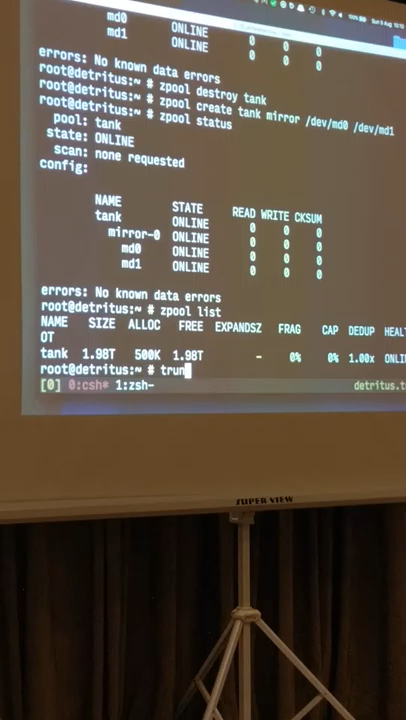 md0 ONLINE 0 0 0
md1 ONLINE 0 0 0
errors: No known data errors
root@detritus:~ # zpool destroy tank
root@detritus:~ # zpool create tank mirror /dev/md0 /dev/md1
root@detritus:~ # zpool status
pool: tank
state: ONLINE
scan: none requested
config:
NAME STATE READ WRITE CKSUM
tank ONLINE 0 0 0
mirror-0 ONLINE 0 0 0
md0 ONLINE 0 0 0
md1 ONLINE 0 0 0
errors: No known data errors
root@detritus:~ # zpool list
NAME SIZE ALLOC FREE EXPANDSZ FRAG CAP DEDUP HEAL
OT
tank 1.98T 500K 1.98T - 0% 0% 1.00x ONLI
root@detritus:~ # trun
[0] 0:csh* 1:zsh- detritus.t
SUPER VIEW